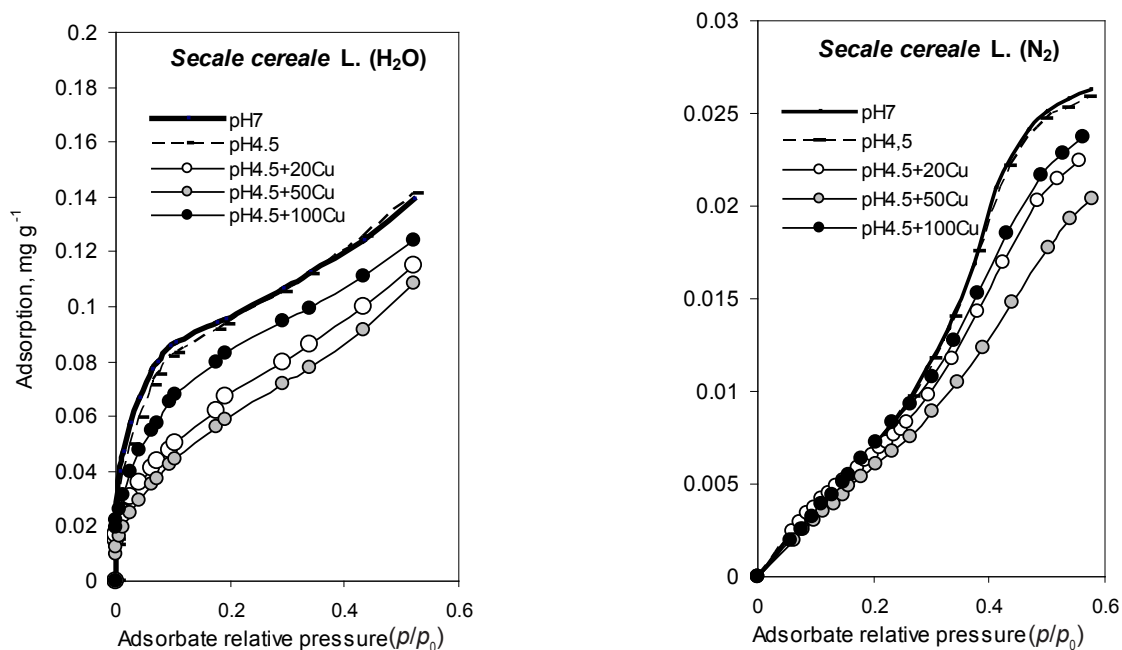 Secale cereale L. (H₂O)
pH7
pH4.5
pH4.5+20Cu
pH4.5+50Cu
pH4.5+100Cu
0.2
0.18
0.16
0.14
0.12
0.1
0.08
0.06
0.04
0.02
0
Adsorption, mg g⁻¹
0 0.2 0.4 0.6
Adsorbate relative pressure (p/p₀)
Secale cereale L. (N₂)
pH7
pH4,5
pH4.5+20Cu
pH4.5+50Cu
pH4.5+100Cu
0.03
0.025
0.02
0.015
0.01
0.005
0
0 0.2 0.4 0.6
Adsorbate relative pressure (p/p₀)